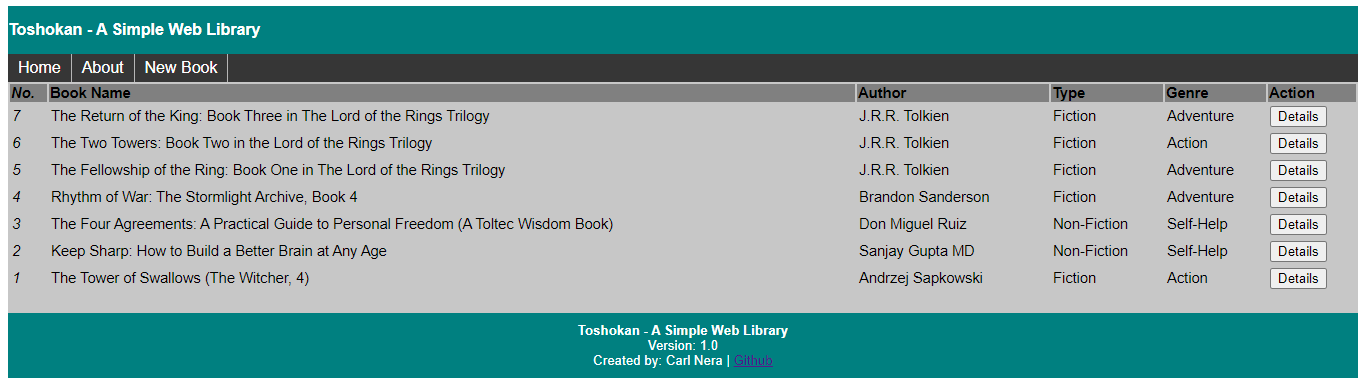 Toshokan - A Simple Web Library
Home About New Book
No. Book Name Author Type Genre Action
7 The Return of the King: Book Three in The Lord of the Rings Trilogy J.R.R. Tolkien Fiction Adventure Details
6 The Two Towers: Book Two in the Lord of the Rings Trilogy J.R.R. Tolkien Fiction Action Details
5 The Fellowship of the Ring: Book One in The Lord of the Rings Trilogy J.R.R. Tolkien Fiction Adventure Details
4 Rhythm of War: The Stormlight Archive, Book 4 Brandon Sanderson Fiction Adventure Details
3 The Four Agreements: A Practical Guide to Personal Freedom (A Toltec Wisdom Book) Don Miguel Ruiz Non-Fiction Self-Help Details
2 Keep Sharp: How to Build a Better Brain at Any Age Sanjay Gupta MD Non-Fiction Self-Help Details
1 The Tower of Swallows (The Witcher, 4) Andrzej Sapkowski Fiction Action Details
Toshokan - A Simple Web Library
Version: 1.0
Created by: Carl Nera | Github